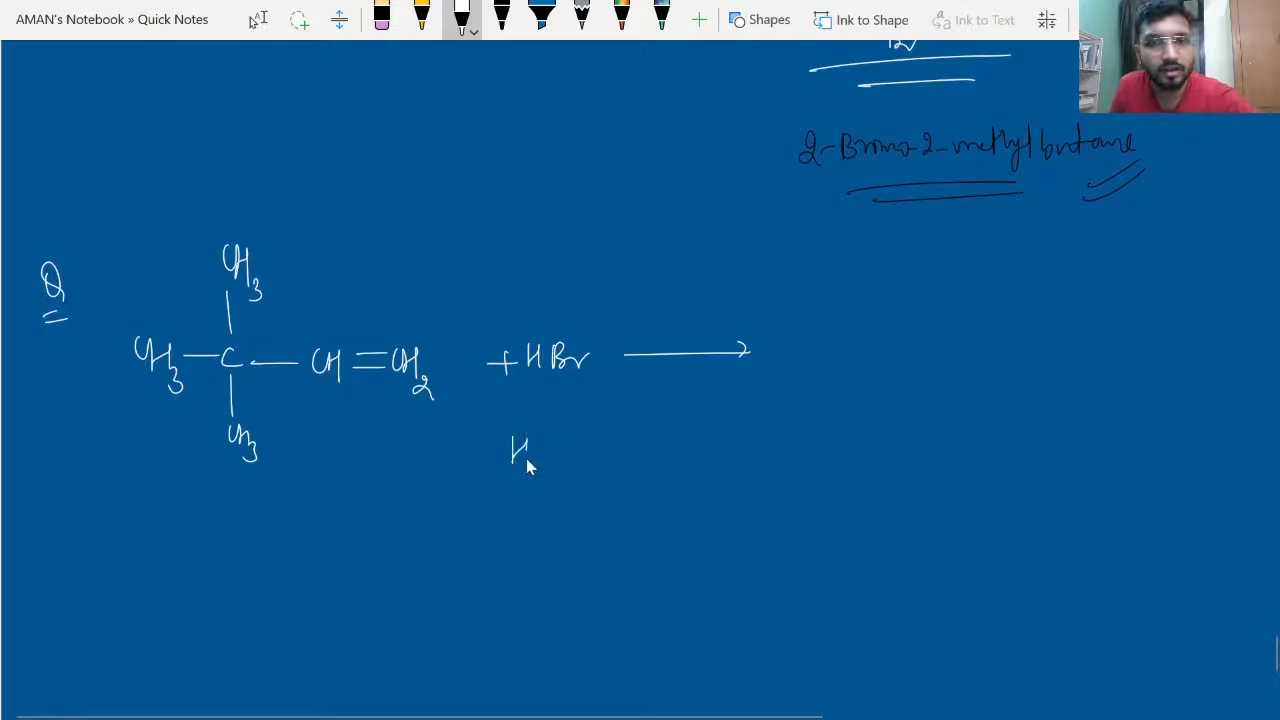 AMAN's Notebook » Quick Notes
Shapes
Ink to Shape
Ink to Text
2-Bromo-2-methylbutane
Q
CH3
CH3-C-CH=CH2 +HBr
CH3
H